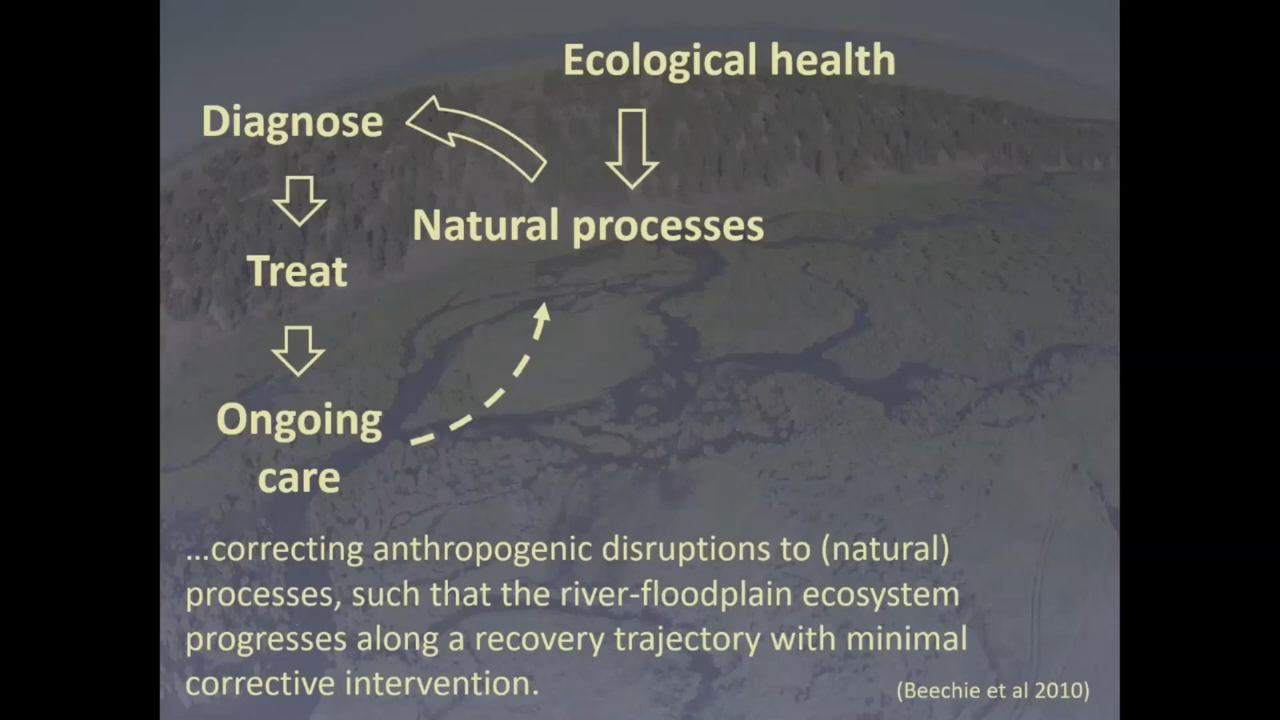 Ecological health
Diagnose
Natural processes
Treat
Ongoing
care
...correcting anthropogenic disruptions to (natural)
processes, such that the river-floodplain ecosystem
progresses along a recovery trajectory with minimal
corrective intervention.
(Beechie et al 2010)